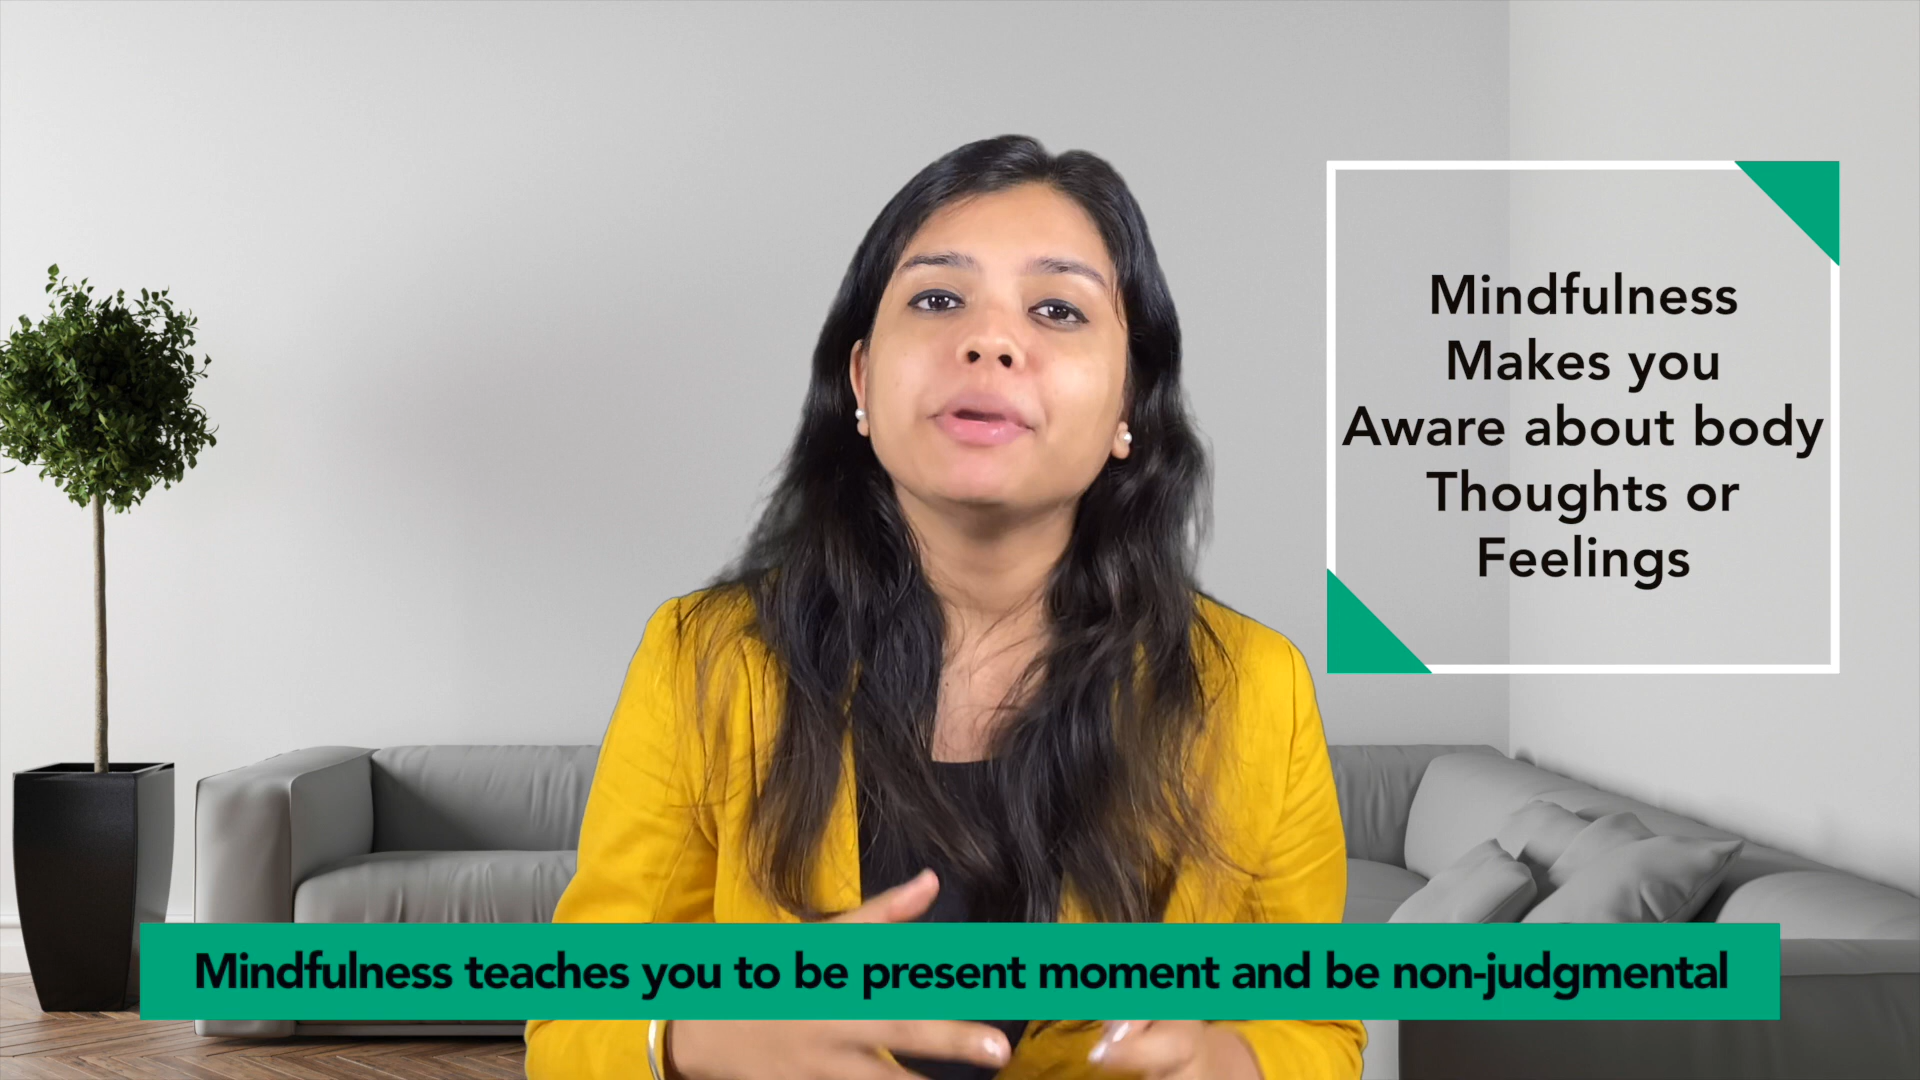 Mindfulness
Makes you
Aware about body
Thoughts or
Feelings
Mindfulness teaches you to be present moment and be non-judgmental